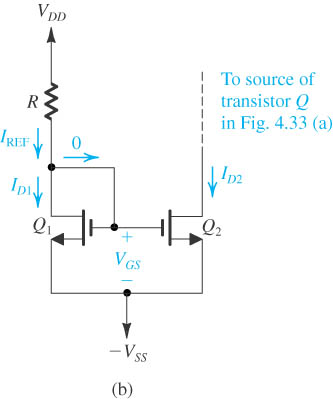 V_DD
To source of
transistor Q
in Fig. 4.33 (a)
R
I_REF
0
I_D1
I_D2
Q_1
+
V_GS
−
Q_2
−V_SS
(b)